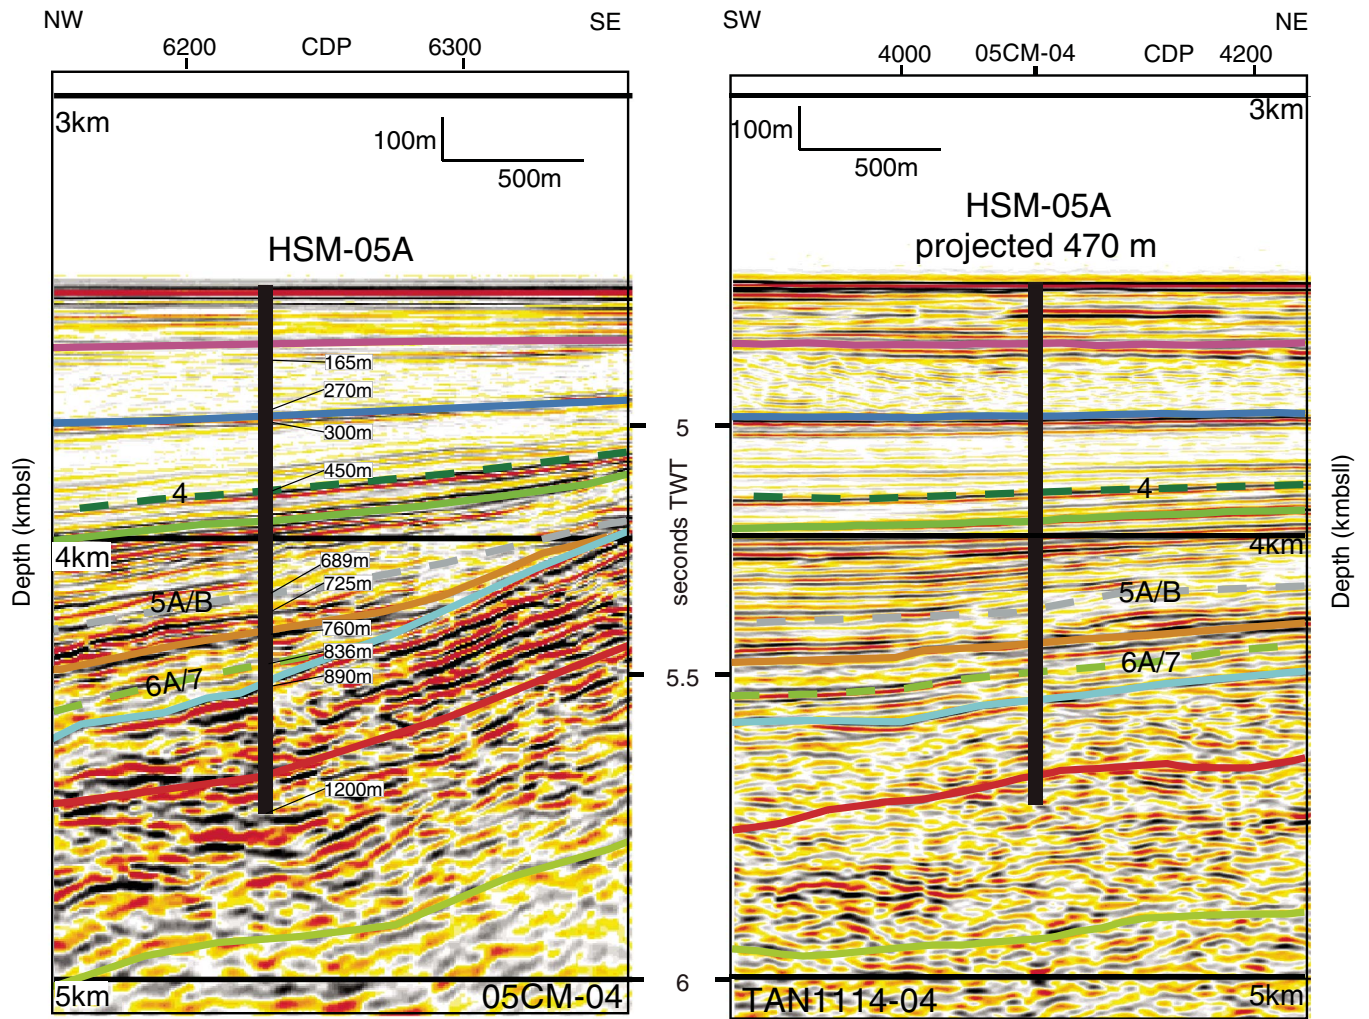 NW
SE
6200
CDP
6300
3km
100m
500m
HSM-05A
165m
270m
300m
450m
4
4km
689m
725m
5A/B
760m
836m
6A/7
890m
1200m
5km
05CM-04
Depth (kmbsl)
5
seconds TWT
5.5
6
SW
NE
4000
05CM-04
CDP
4200
3km
100m
500m
HSM-05A
projected 470 m
4
4km
5A/B
6A/7
TAN1114-04
5km
Depth (kmbsll)